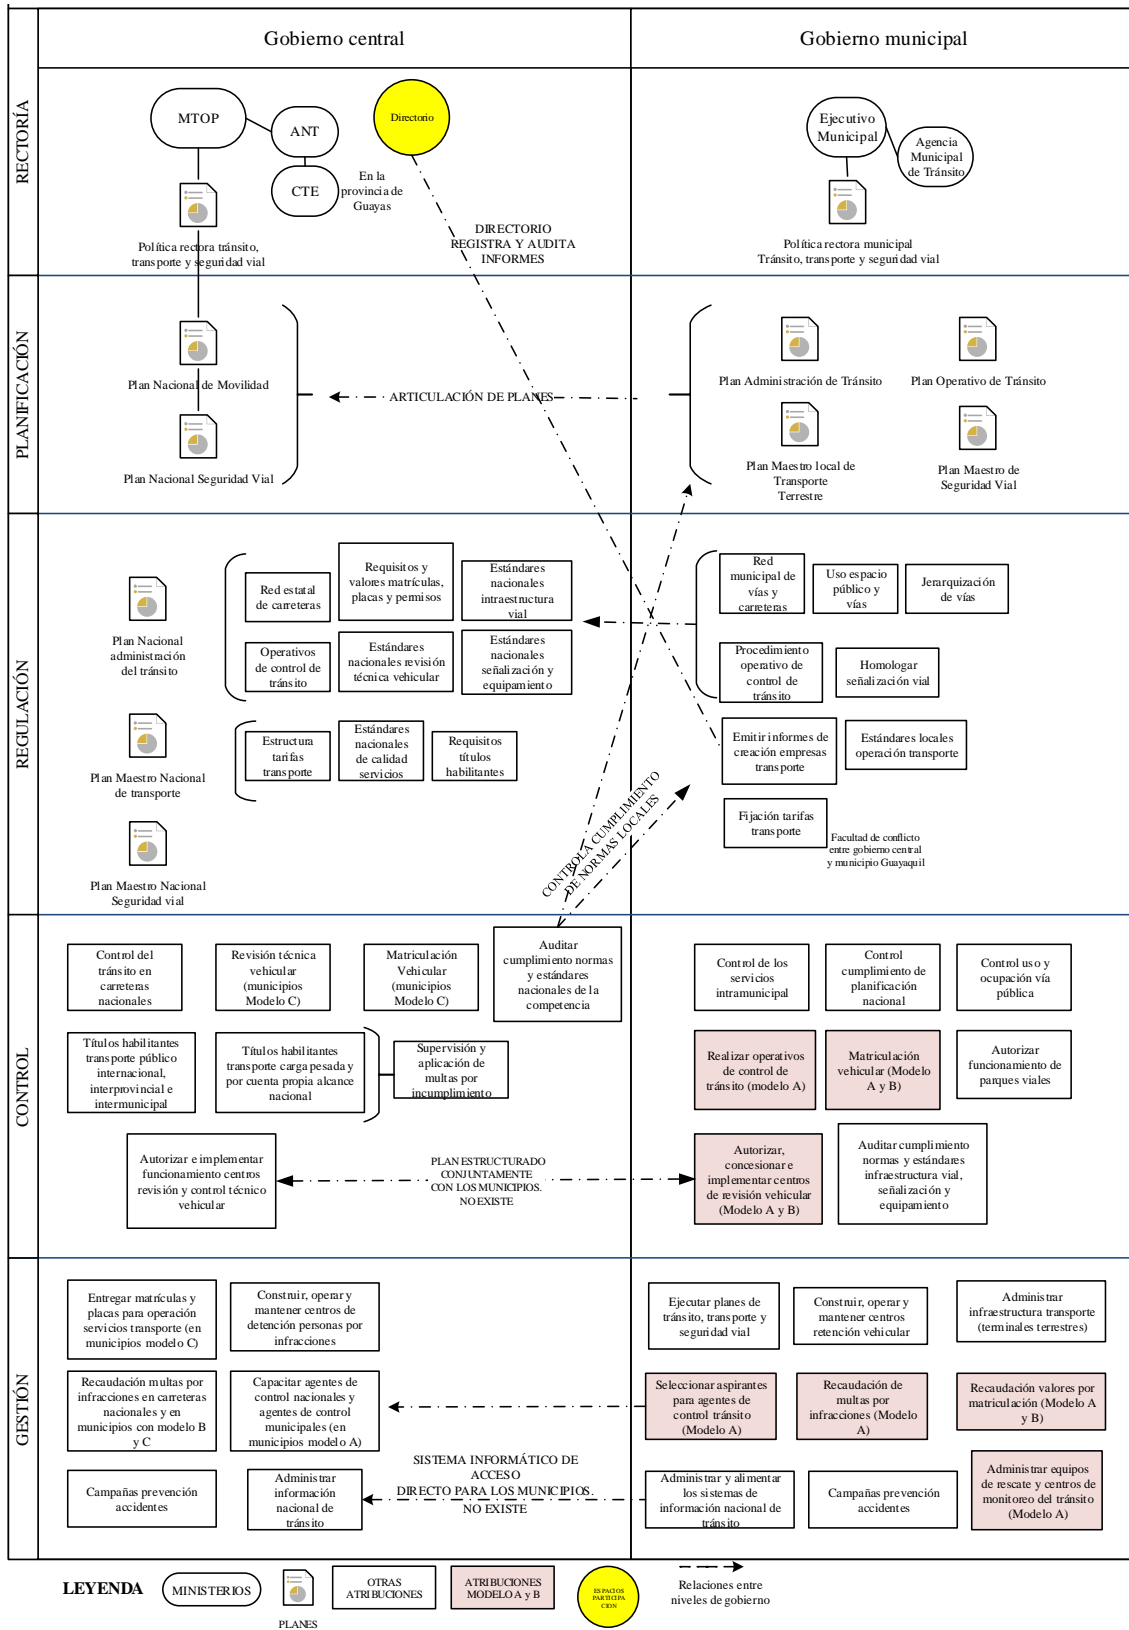 Gobierno central
Gobierno municipal
RECTORÍA
MTOP
ANT
CTE
En la
provincia de
Guayas
Directorio
Ejecutivo
Municipal
Agencia
Municipal
de Tránsito
Política rectora tránsito,
transporte y seguridad vial
DIRECTORIO
REGISTRA Y AUDITA
INFORMES
Política rectora municipal
Tránsito, transporte y seguridad vial
PLANIFICACIÓN
Plan Nacional de Movilidad
Plan Nacional Seguridad Vial
ARTICULACIÓN DE PLANES
Plan Administración de Tránsito
Plan Operativo de Tránsito
Plan Maestro local de
Transporte
Terrestre
Plan Maestro de
Seguridad Vial
REGULACIÓN
Plan Nacional
administración
del tránsito
Red estatal
de carreteras
Requisitos y
valores matrículas,
placas y permisos
Estándares
nacionales
intraestructura
vial
Operativos
de control de
tránsito
Estándares
nacionales revisión
técnica vehicular
Estándares
nacionales
señalización y
equipamiento
Plan Maestro Nacional
de transporte
Estructura
tarifas
transporte
Estándares
nacionales
de calidad
servicios
Requisitos
títulos
habilitantes
Plan Maestro Nacional
Seguridad vial
CONTROLA CUMPLIMIENTO
DE NORMAS LOCALES
Red
municipal de
vías y
carreteras
Uso espacio
público y
vías
Jerarquización
de vías
Procedimiento
operativo de
control de
tránsito
Homologar
señalización vial
Emitir informes de
creación empresas
transporte
Estándares locales
operación transporte
Fijación tarifas
transporte
Facultad de conflicto
entre gobierno central
y municipio Guayaquil
CONTROL
Control del
tránsito en
carreteras
nacionales
Revisión técnica
vehicular
(municipios
Modelo C)
Matriculación
Vehicular
(municipios
Modelo C)
Auditar
cumplimiento normas
y estándares
nacionales de la
competencia
Títulos habilitantes
transporte público
internacional,
interprovincial e
intermunicipal
Títulos habilitantes
transporte carga pesada y
por cuenta propia alcance
nacional
Supervisión y
aplicación de
multas por
incumplimiento
Autorizar e implementar
funcionamiento centros
revisión y control técnico
vehicular
PLAN ESTRUCTURADO
CONJUNTAMENTE
CON LOS MUNICIPIOS.
NO EXISTE
Control de los
servicios
intramunicipal
Control
cumplimiento de
planificación
nacional
Control uso y
ocupación vía
pública
Realizar operativos
de control de
tránsito (modelo A)
Matriculación
vehicular (Modelo
A y B)
Autorizar
funcionamiento de
parques viales
Autorizar,
concesionar e
implementar centros
de revisión vehicular
(Modelo A y B)
Auditar cumplimiento
normas y estándares
infraestructura vial,
señalización y
equipamiento
GESTIÓN
Entregar matrículas y
placas para operación
servicios transporte (en
municipios modelo C)
Construir, operar y
mantener centros de
detención personas por
infracciones
Recaudación multas por
infracciones en carreteras
nacionales y en
municipios con modelo B
y C
Capacitar agentes de
control nacionales y
agentes de control
municipales (en
municipios modelo A)
Campañas prevención
accidentes
Administrar
información
nacional de
tránsito
SISTEMA INFORMÁTICO DE
ACCESO
DIRECTO PARA LOS MUNICIPIOS.
NO EXISTE
Ejecutar planes de
tránsito, transporte y
seguridad vial
Construir, operar y
mantener centros
retención vehicular
Administrar
infraestructura transporte
(terminales terrestres)
Seleccionar aspirantes
para agentes de
control tránsito
(Modelo A)
Recaudación de
multas por
infracciones (Modelo
A)
Recaudación valores por
matriculación (Modelo A
y B)
Administrar y alimentar
los sistemas de
información nacional de
tránsito
Campañas prevención
accidentes
Administrar equipos
de rescate y centros de
monitoreo del tránsito
(Modelo A)
LEYENDA
MINISTERIOS
PLANES
OTRAS
ATRIBUCIONES
ATRIBUCIONES
MODELO A y B
ESPACIOS
PARTICIPA
CION
Relaciones entre
niveles de gobierno